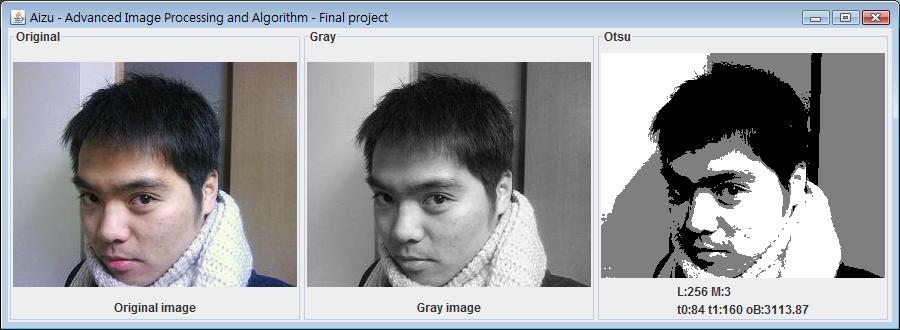 Aizu - Advanced Image Processing and Algorithm - Final project
Original
Gray
Otsu
Original image
Gray image
L:256 M:3
t0:84 t1:160 oB:3113.87